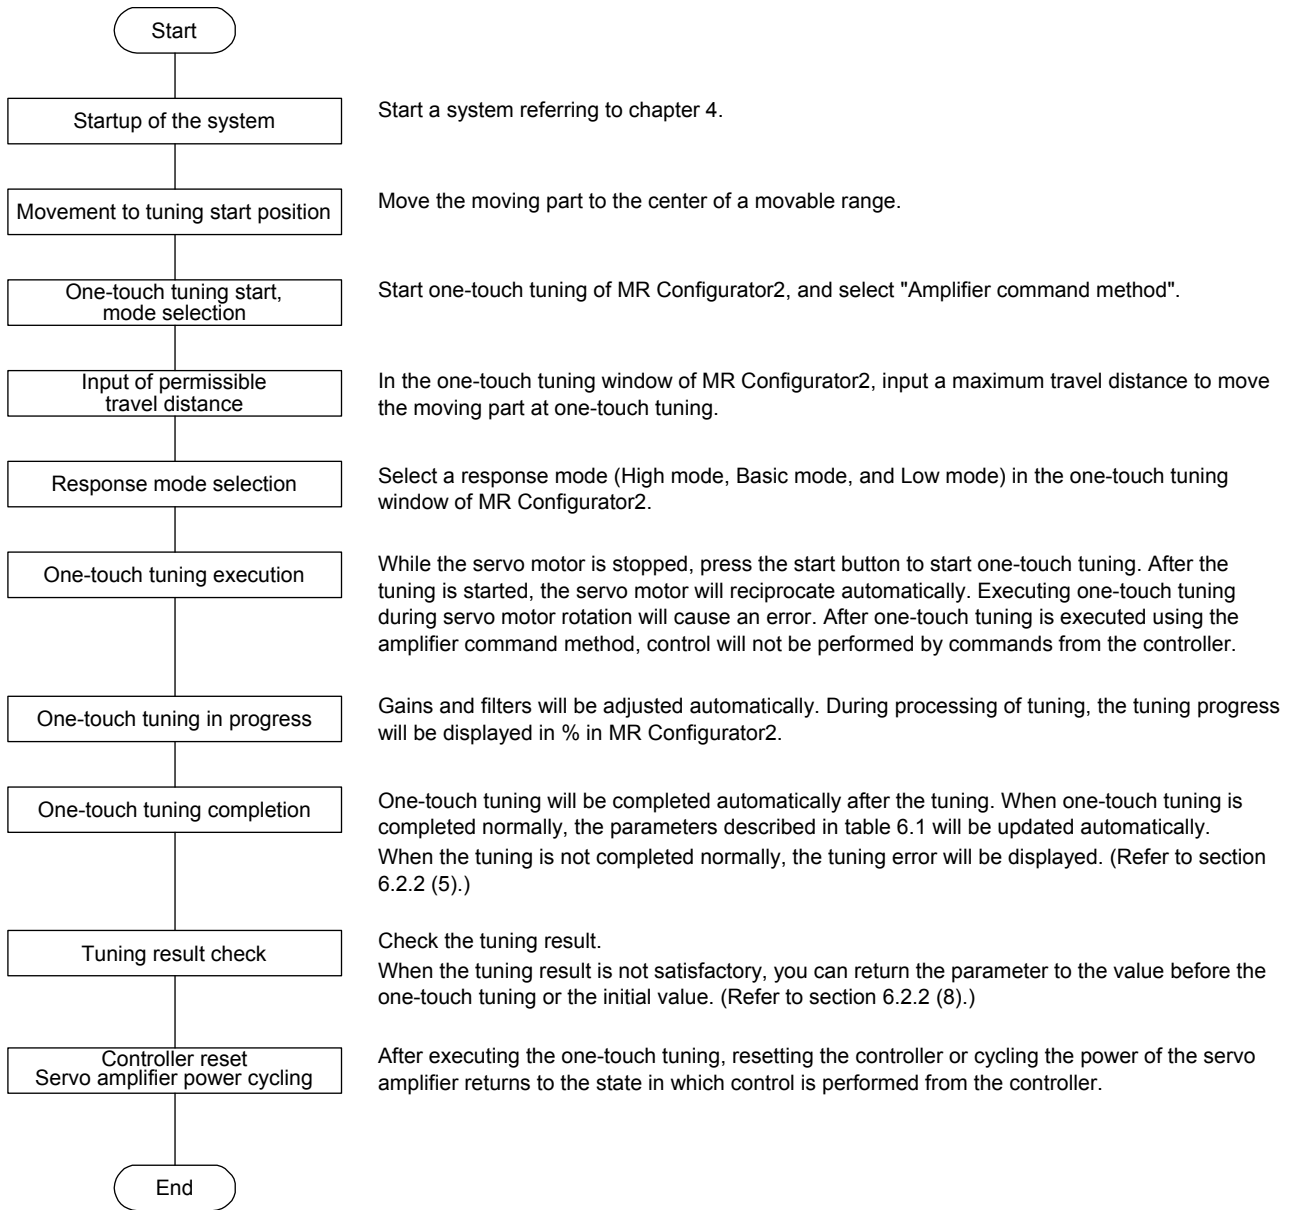 Start
Startup of the system
Start a system referring to chapter 4.
Movement to tuning start position
Move the moving part to the center of a movable range.
One-touch tuning start,
mode selection
Start one-touch tuning of MR Configurator2, and select "Amplifier command method".
Input of permissible
travel distance
In the one-touch tuning window of MR Configurator2, input a maximum travel distance to move
the moving part at one-touch tuning.
Response mode selection
Select a response mode (High mode, Basic mode, and Low mode) in the one-touch tuning
window of MR Configurator2.
One-touch tuning execution
While the servo motor is stopped, press the start button to start one-touch tuning. After the
tuning is started, the servo motor will reciprocate automatically. Executing one-touch tuning
during servo motor rotation will cause an error. After one-touch tuning is executed using the
amplifier command method, control will not be performed by commands from the controller.
One-touch tuning in progress
Gains and filters will be adjusted automatically. During processing of tuning, the tuning progress
will be displayed in % in MR Configurator2.
One-touch tuning completion
One-touch tuning will be completed automatically after the tuning. When one-touch tuning is
completed normally, the parameters described in table 6.1 will be updated automatically.
When the tuning is not completed normally, the tuning error will be displayed. (Refer to section
6.2.2 (5).)
Tuning result check
Check the tuning result.
When the tuning result is not satisfactory, you can return the parameter to the value before the
one-touch tuning or the initial value. (Refer to section 6.2.2 (8).)
Controller reset
Servo amplifier power cycling
After executing the one-touch tuning, resetting the controller or cycling the power of the servo
amplifier returns to the state in which control is performed from the controller.
End